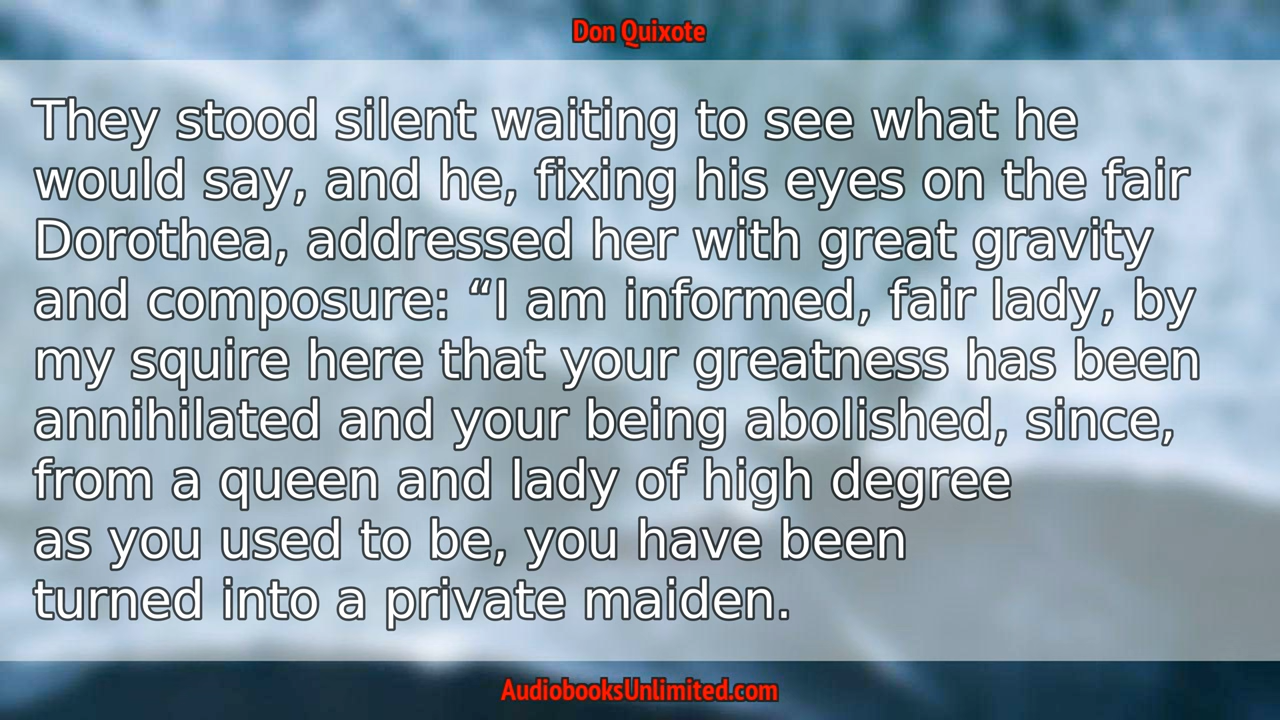 Don Quixote
They stood silent waiting to see what he
would say, and he, fixing his eyes on the fair
Dorothea, addressed her with great gravity
and composure: “I am informed, fair lady, by
my squire here that your greatness has been
annihilated and your being abolished, since,
from a queen and lady of high degree
as you used to be, you have been
turned into a private maiden.
AudiobooksUnlimited.com